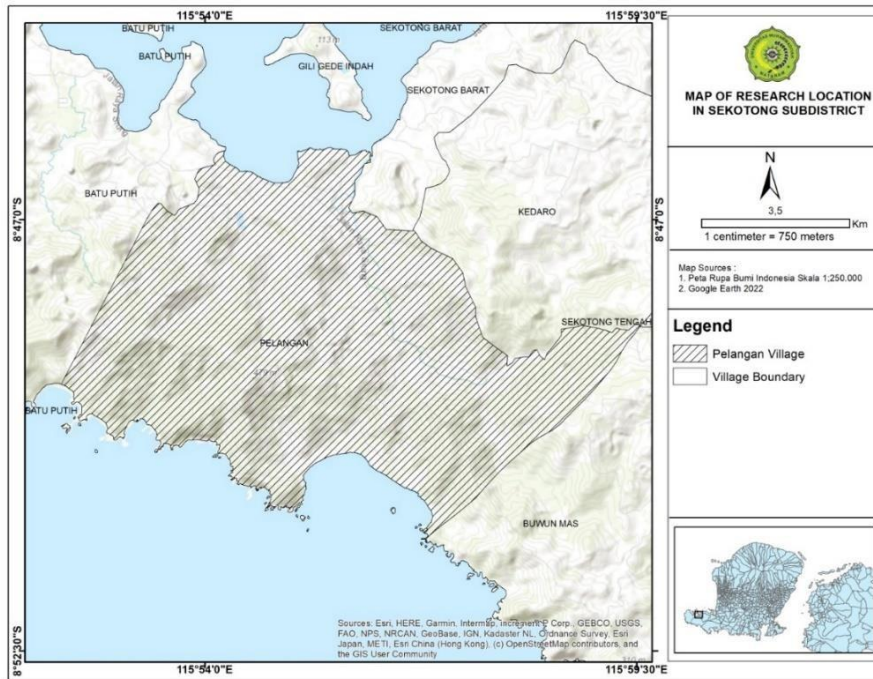 115°54'0"E
115°59'30"E
BATU PUTIH
113 m
SEKOTONG BARAT
BATU PUTIH
GILI GEDE INDAH
SEKOTONG BARAT
BATU PUTIH
KEDARO
8°47'0"S
8°47'0"S
SEKOTONG TENGAH
PELANGAN
479 m
BATU PUTIH
BUWUN MAS
Sources: Esri, HERE, Garmin, Intermap, increment P Corp., GEBCO, USGS,
FAO, NPS, NRCAN, GeoBase, IGN, Kadaster NL, Ordnance Survey, Esri
Japan, METI, Esri China (Hong Kong), (c) OpenStreetMap contributors, and
the GIS User Community
8°52'30"S
115°54'0"E
115°59'30"E
MAP OF RESEARCH LOCATION
IN SEKOTONG SUBDISTRICT
N
3,5
Km
1 centimeter = 750 meters
Map Sources :
1. Peta Rupa Bumi Indonesia Skala 1;250.000
2. Google Earth 2022
Legend
Pelangan Village
Village Boundary